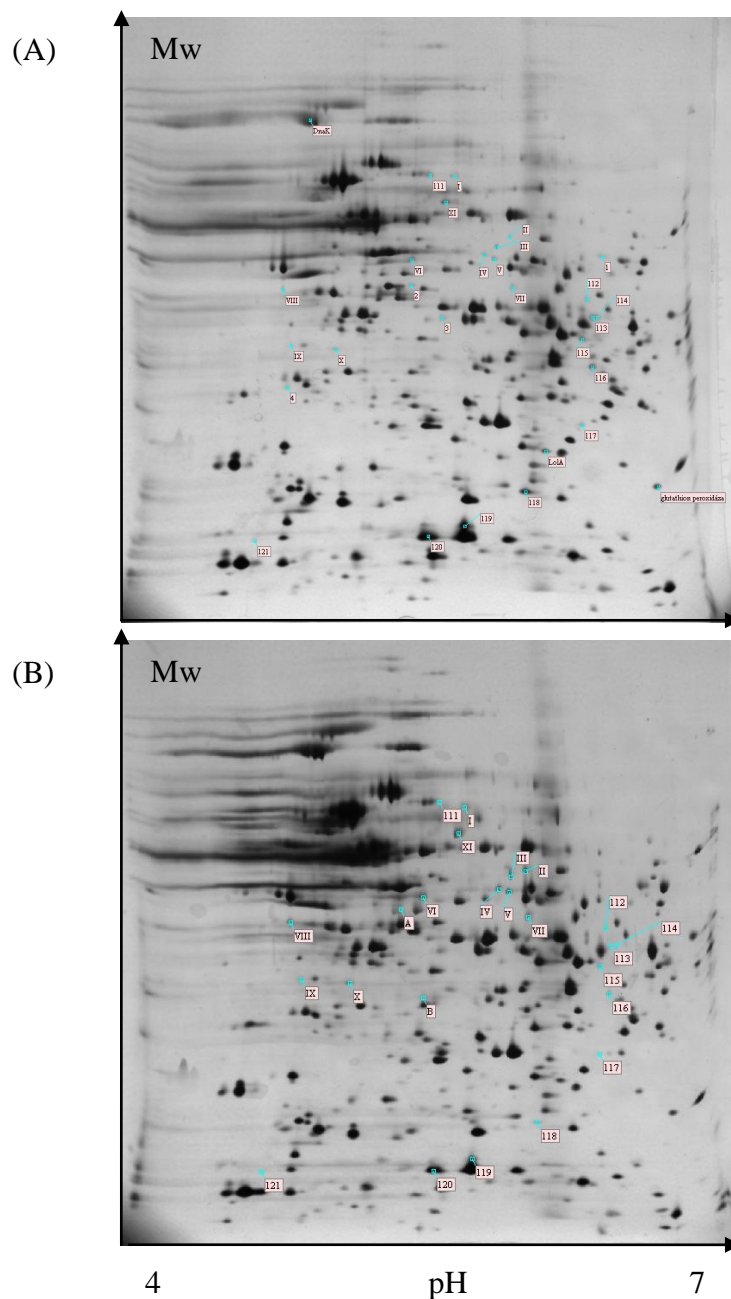 (A)
Mw
DnaK
111
I
XI
II
III
IV
V
VI
1
VIII
2
VII
112
114
3
113
IX
X
115
116
4
117
LolA
118
glutathion peroxidáza
119
120
121
(B)
Mw
111
I
XI
III
II
IV
V
VI
A
VIII
VII
112
114
113
115
IX
X
B
116
117
118
119
120
121
4
pH
7